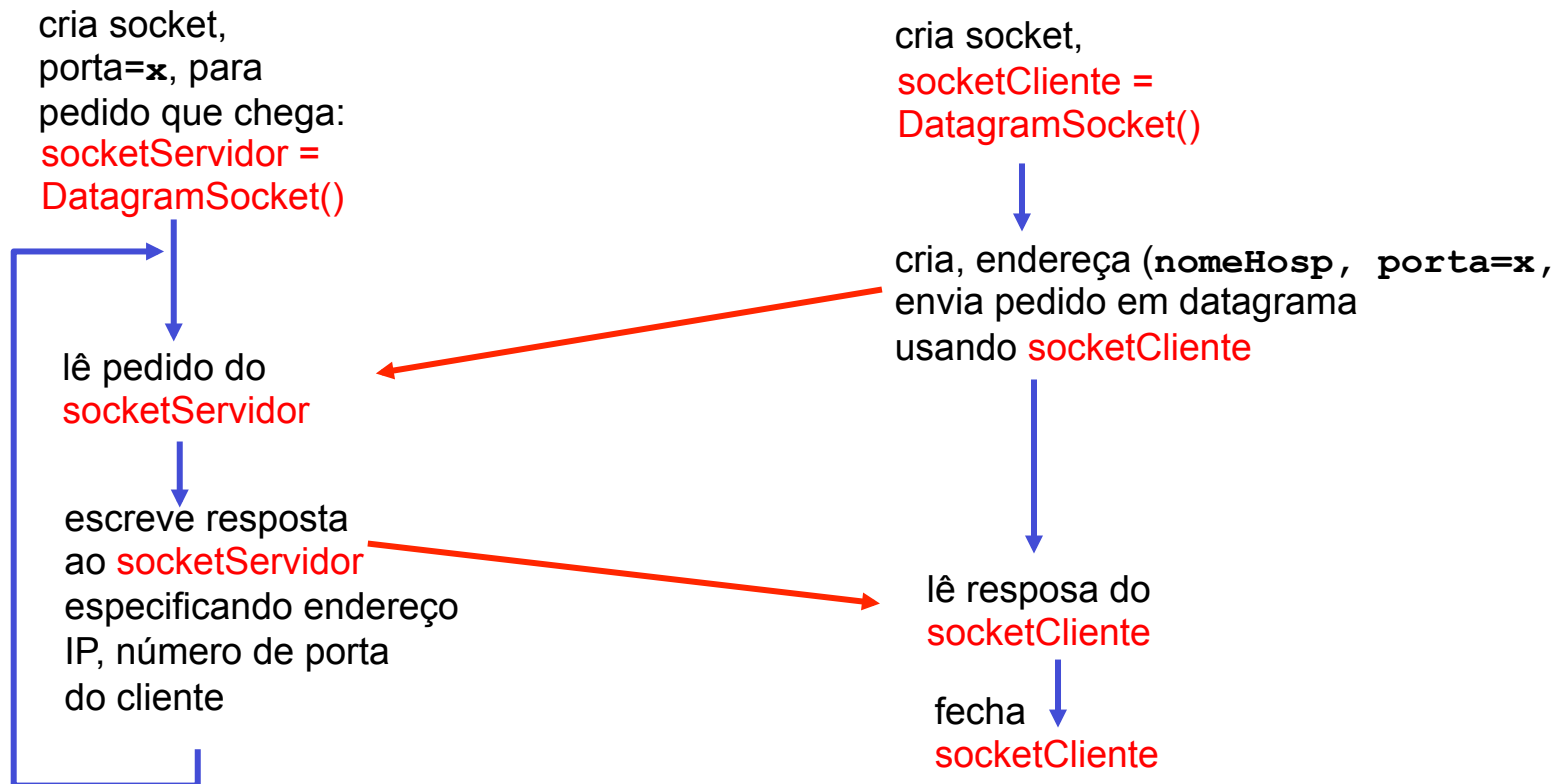 cria socket,
porta=x, para
pedido que chega:
socketServidor =
DatagramSocket()
lê pedido do
socketServidor
escreve resposta
ao socketServidor
especificando endereço
IP, número de porta
do cliente
cria socket,
socketCliente =
DatagramSocket()
cria, endereça (nomeHosp, porta=x,
envia pedido em datagrama
usando socketCliente
lê resposa do
socketCliente
fecha
socketCliente